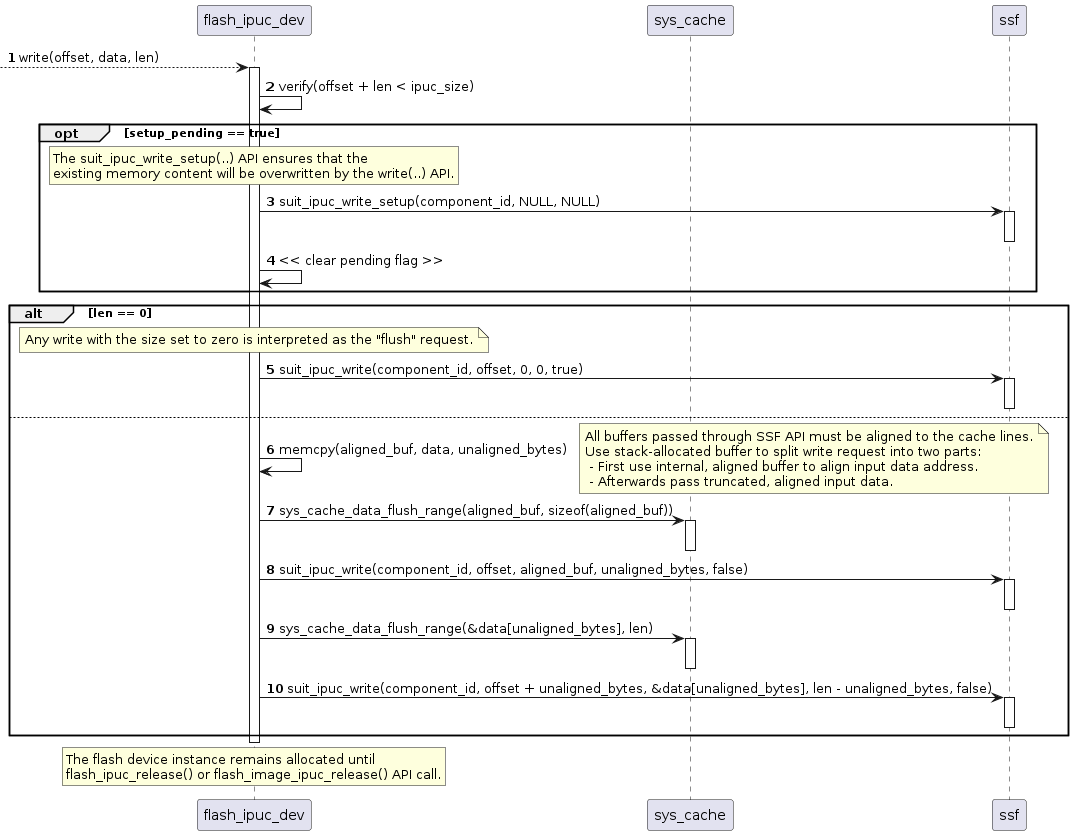 flash_ipuc_dev
sys_cache
ssf
1 write(offset, data, len)
2 verify(offset + len < ipuc_size)
opt [setup_pending == true]
The suit_ipuc_write_setup(..) API ensures that the
existing memory content will be overwritten by the write(..) API.
3 suit_ipuc_write_setup(component_id, NULL, NULL)
4 << clear pending flag >>
alt [len == 0]
Any write with the size set to zero is interpreted as the "flush" request.
5 suit_ipuc_write(component_id, offset, 0, 0, true)
6 memcpy(aligned_buf, data, unaligned_bytes)
All buffers passed through SSF API must be aligned to the cache lines.
Use stack-allocated buffer to split write request into two parts:
- First use internal, aligned buffer to align input data address.
- Afterwards pass truncated, aligned input data.
7 sys_cache_data_flush_range(aligned_buf, sizeof(aligned_buf))
8 suit_ipuc_write(component_id, offset, aligned_buf, unaligned_bytes, false)
9 sys_cache_data_flush_range(&data[unaligned_bytes], len)
10 suit_ipuc_write(component_id, offset + unaligned_bytes, &data[unaligned_bytes], len - unaligned_bytes, false)
The flash device instance remains allocated until
flash_ipuc_release() or flash_image_ipuc_release() API call.
flash_ipuc_dev
sys_cache
ssf